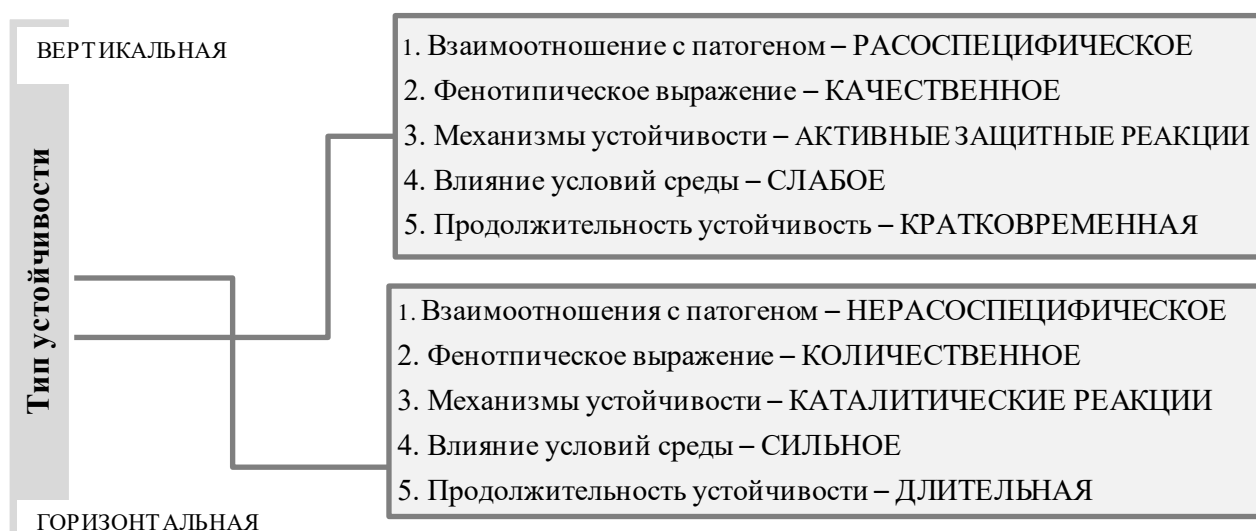 ВЕРТИКАЛЬНАЯ
Тип устойчивости
ГОРИЗОНТАЛЬНАЯ
1. Взаимоотношение с патогеном – РАСОСПЕЦИФИЧЕСКОЕ
2. Фенотипическое выражение – КАЧЕСТВЕННОЕ
3. Механизмы устойчивости – АКТИВНЫЕ ЗАЩИТНЫЕ РЕАКЦИИ
4. Влияние условий среды – СЛАБОЕ
5. Продолжительность устойчивость – КРАТКОВРЕМЕННАЯ
1. Взаимоотношения с патогеном – НЕРАСОСПЕЦИФИЧЕСКОЕ
2. Фенотпическое выражение – КОЛИЧЕСТВЕННОЕ
3. Механизмы устойчивости – КАТАЛИТИЧЕСКИЕ РЕАКЦИИ
4. Влияние условий среды – СИЛЬНОЕ
5. Продолжительность устойчивости – ДЛИТЕЛЬНАЯ